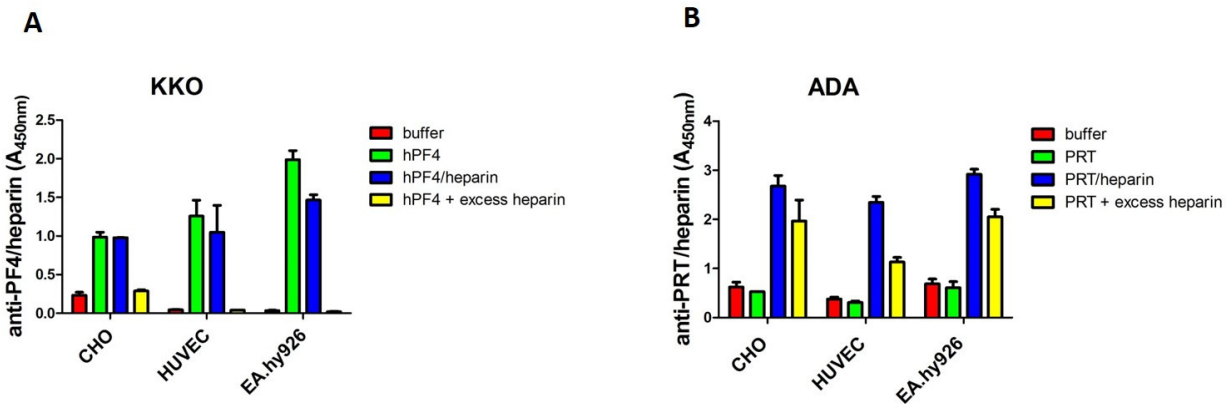 A
KKO
anti-PF4/heparin (A450nm)
2.5
2.0
1.5
1.0
0.5
0.0
CHO
HUVEC
EA.hy926
buffer
hPF4
hPF4/heparin
hPF4 + excess heparin
B
ADA
anti-PRT/heparin (A450nm)
4
3
2
1
0
CHO
HUVEC
EA.hy926
buffer
PRT
PRT/heparin
PRT + excess heparin